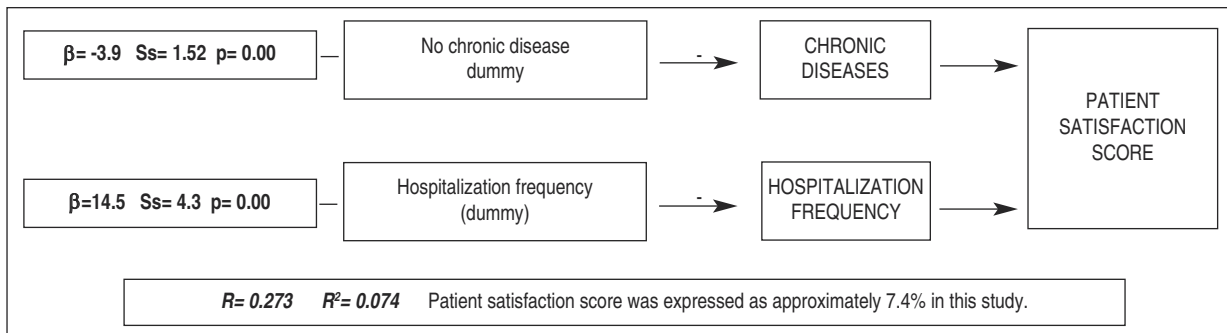 β= -3.9 Ss= 1.52 p= 0.00
No chronic disease
dummy
-
CHRONIC
DISEASES
PATIENT
SATISFACTION
SCORE
β=14.5 Ss= 4.3 p= 0.00
Hospitalization frequency
(dummy)
-
HOSPITALIZATION
FREQUENCY
R= 0.273 R²= 0.074 Patient satisfaction score was expressed as approximately 7.4% in this study.